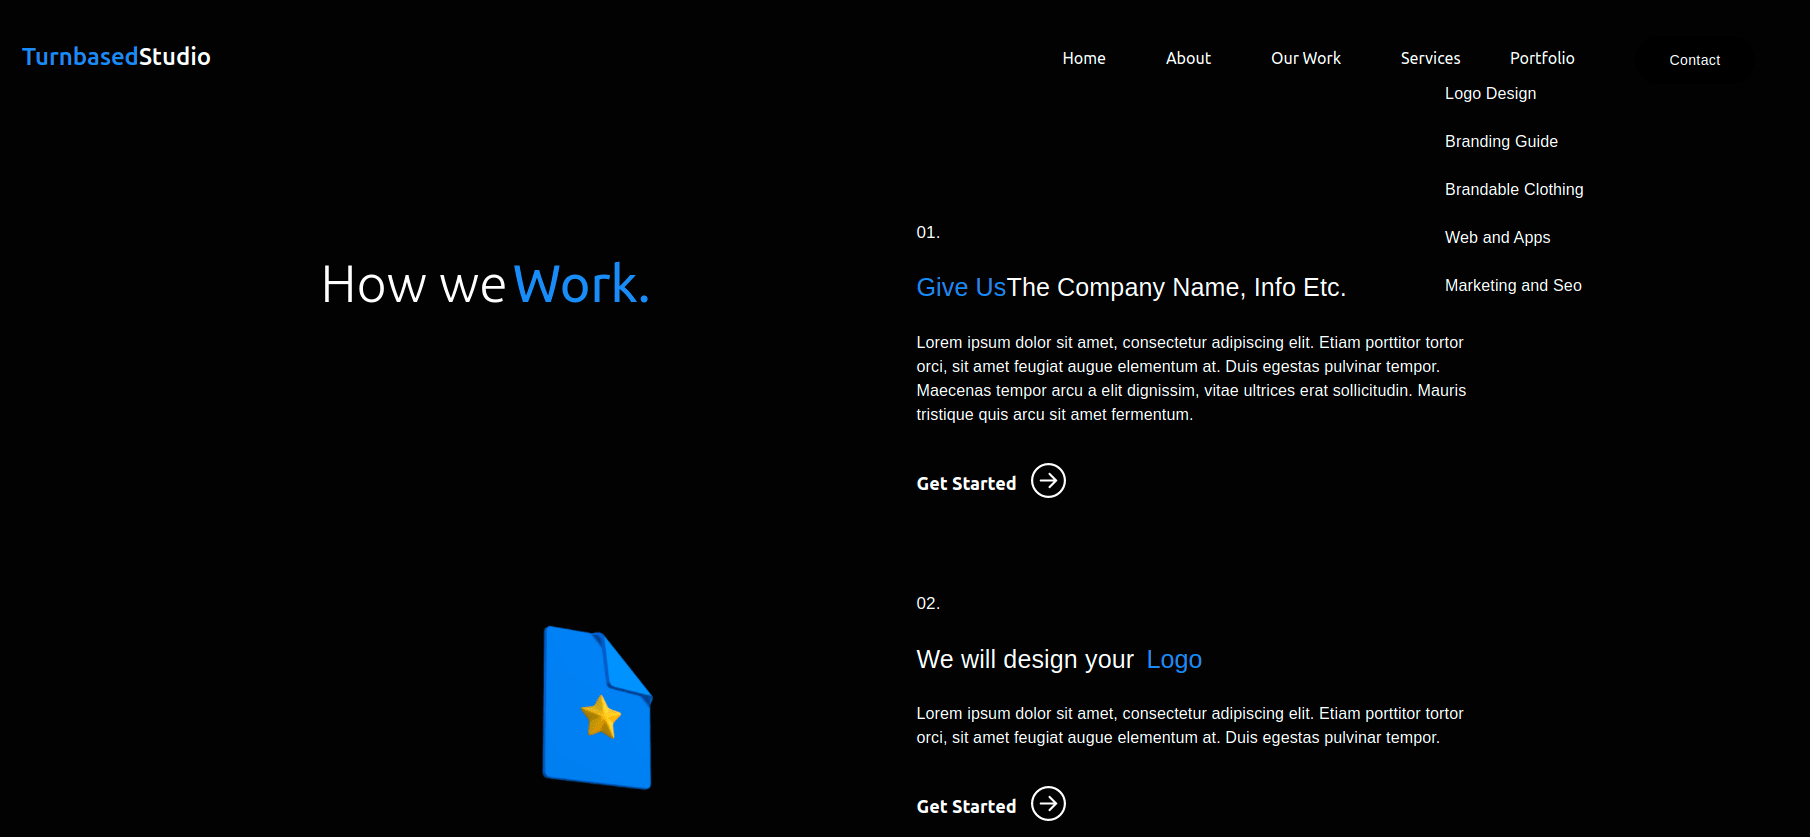 TurnbasedStudio
Home About Our Work Services Portfolio Contact
Logo Design
Branding Guide
Brandable Clothing
Web and Apps
Marketing and Seo
How we Work.
01.
Give UsThe Company Name, Info Etc.
Lorem ipsum dolor sit amet, consectetur adipiscing elit. Etiam porttitor tortor
orci, sit amet feugiat augue elementum at. Duis egestas pulvinar tempor.
Maecenas tempor arcu a elit dignissim, vitae ultrices erat sollicitudin. Mauris
tristique quis arcu sit amet fermentum.
Get Started
02.
We will design your Logo
Lorem ipsum dolor sit amet, consectetur adipiscing elit. Etiam porttitor tortor
orci, sit amet feugiat augue elementum at. Duis egestas pulvinar tempor.
Get Started